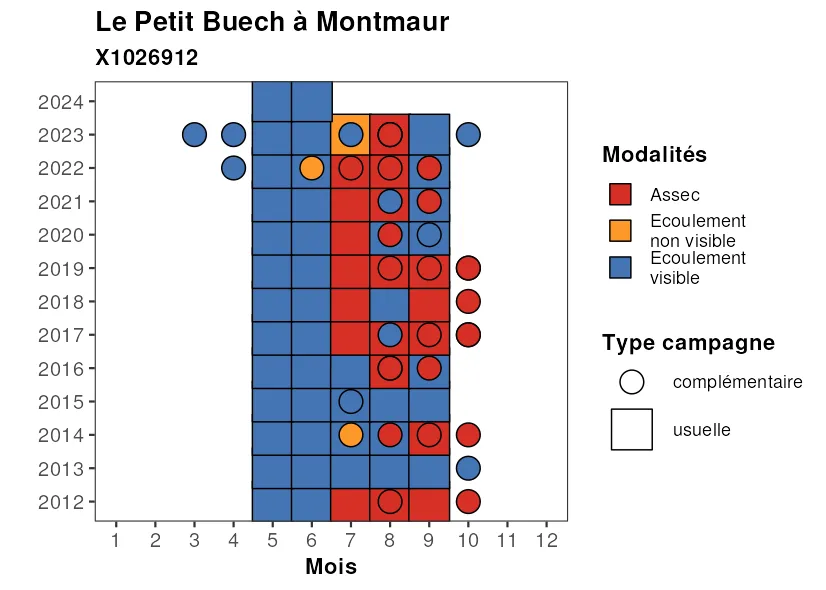 Le Petit Buech à Montmaur
X1026912
2024
2023
2022
2021
2020
2019
2018
2017
2016
2015
2014
2013
2012
1 2 3 4 5 6 7 8 9 10 11 12
Mois
Modalités
Assec
Ecoulement
non visible
Ecoulement
visible
Type campagne
complémentaire
usuelle